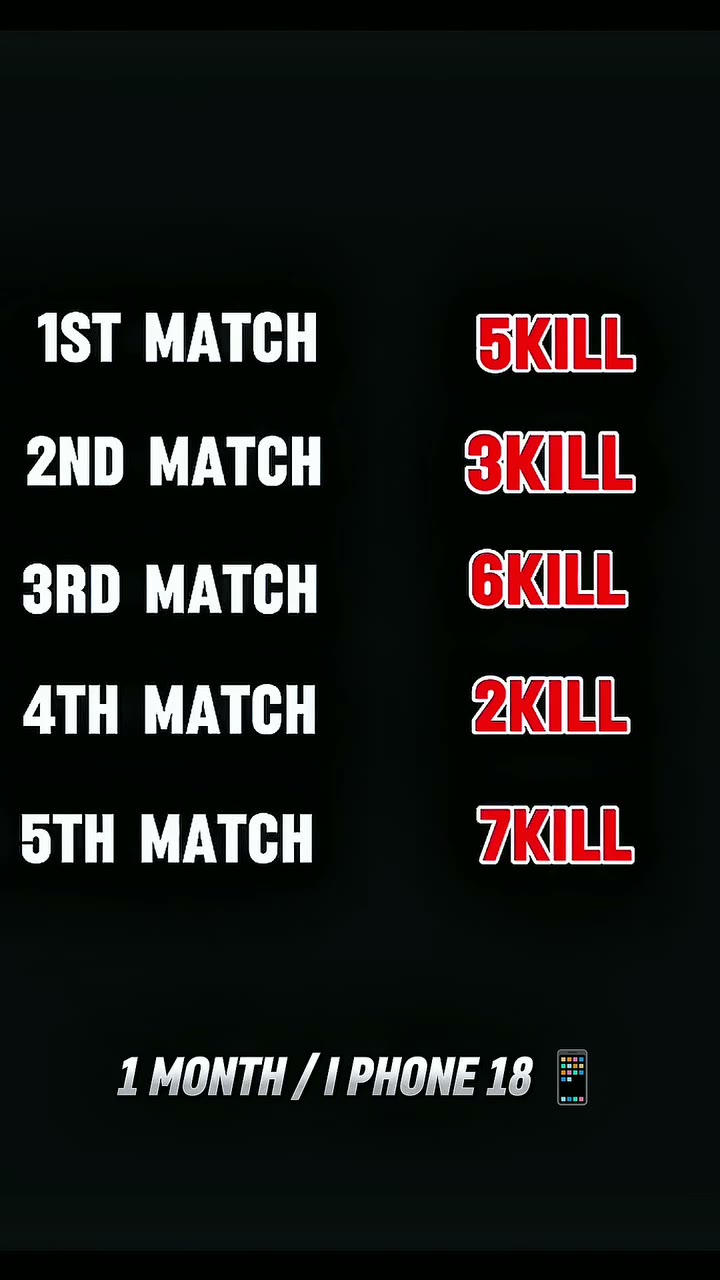 1ST MATCH 5KILL
2ND MATCH 3KILL
3RD MATCH 6KILL
4TH MATCH 2KILL
5TH MATCH 7KILL
1 MONTH / I PHONE 18